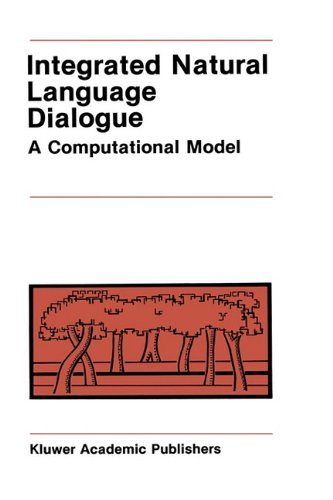 Integrated Natural
Language
Dialogue
A Computational Model
Kluwer Academic Publishers